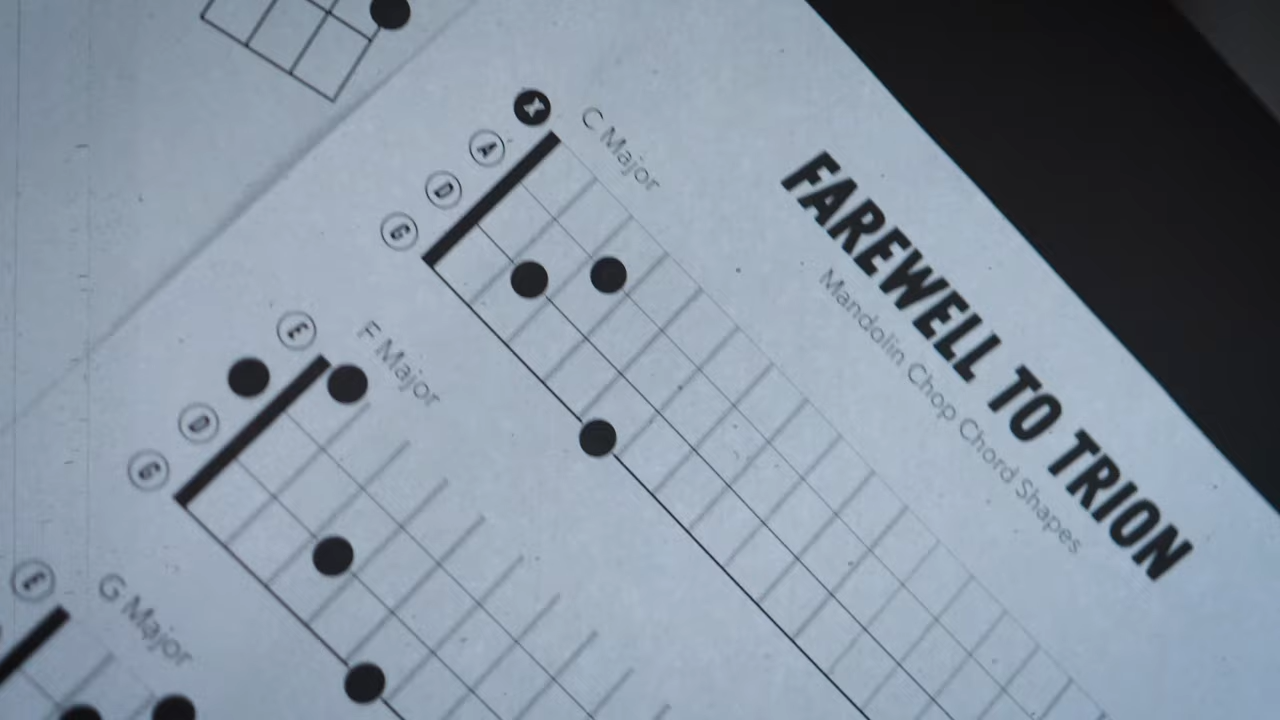 FAREWELL TO TRION
Mandolin Chop Chord Shapes
C Major
X
A
D
G
F Major
E
D
G
G Major
E